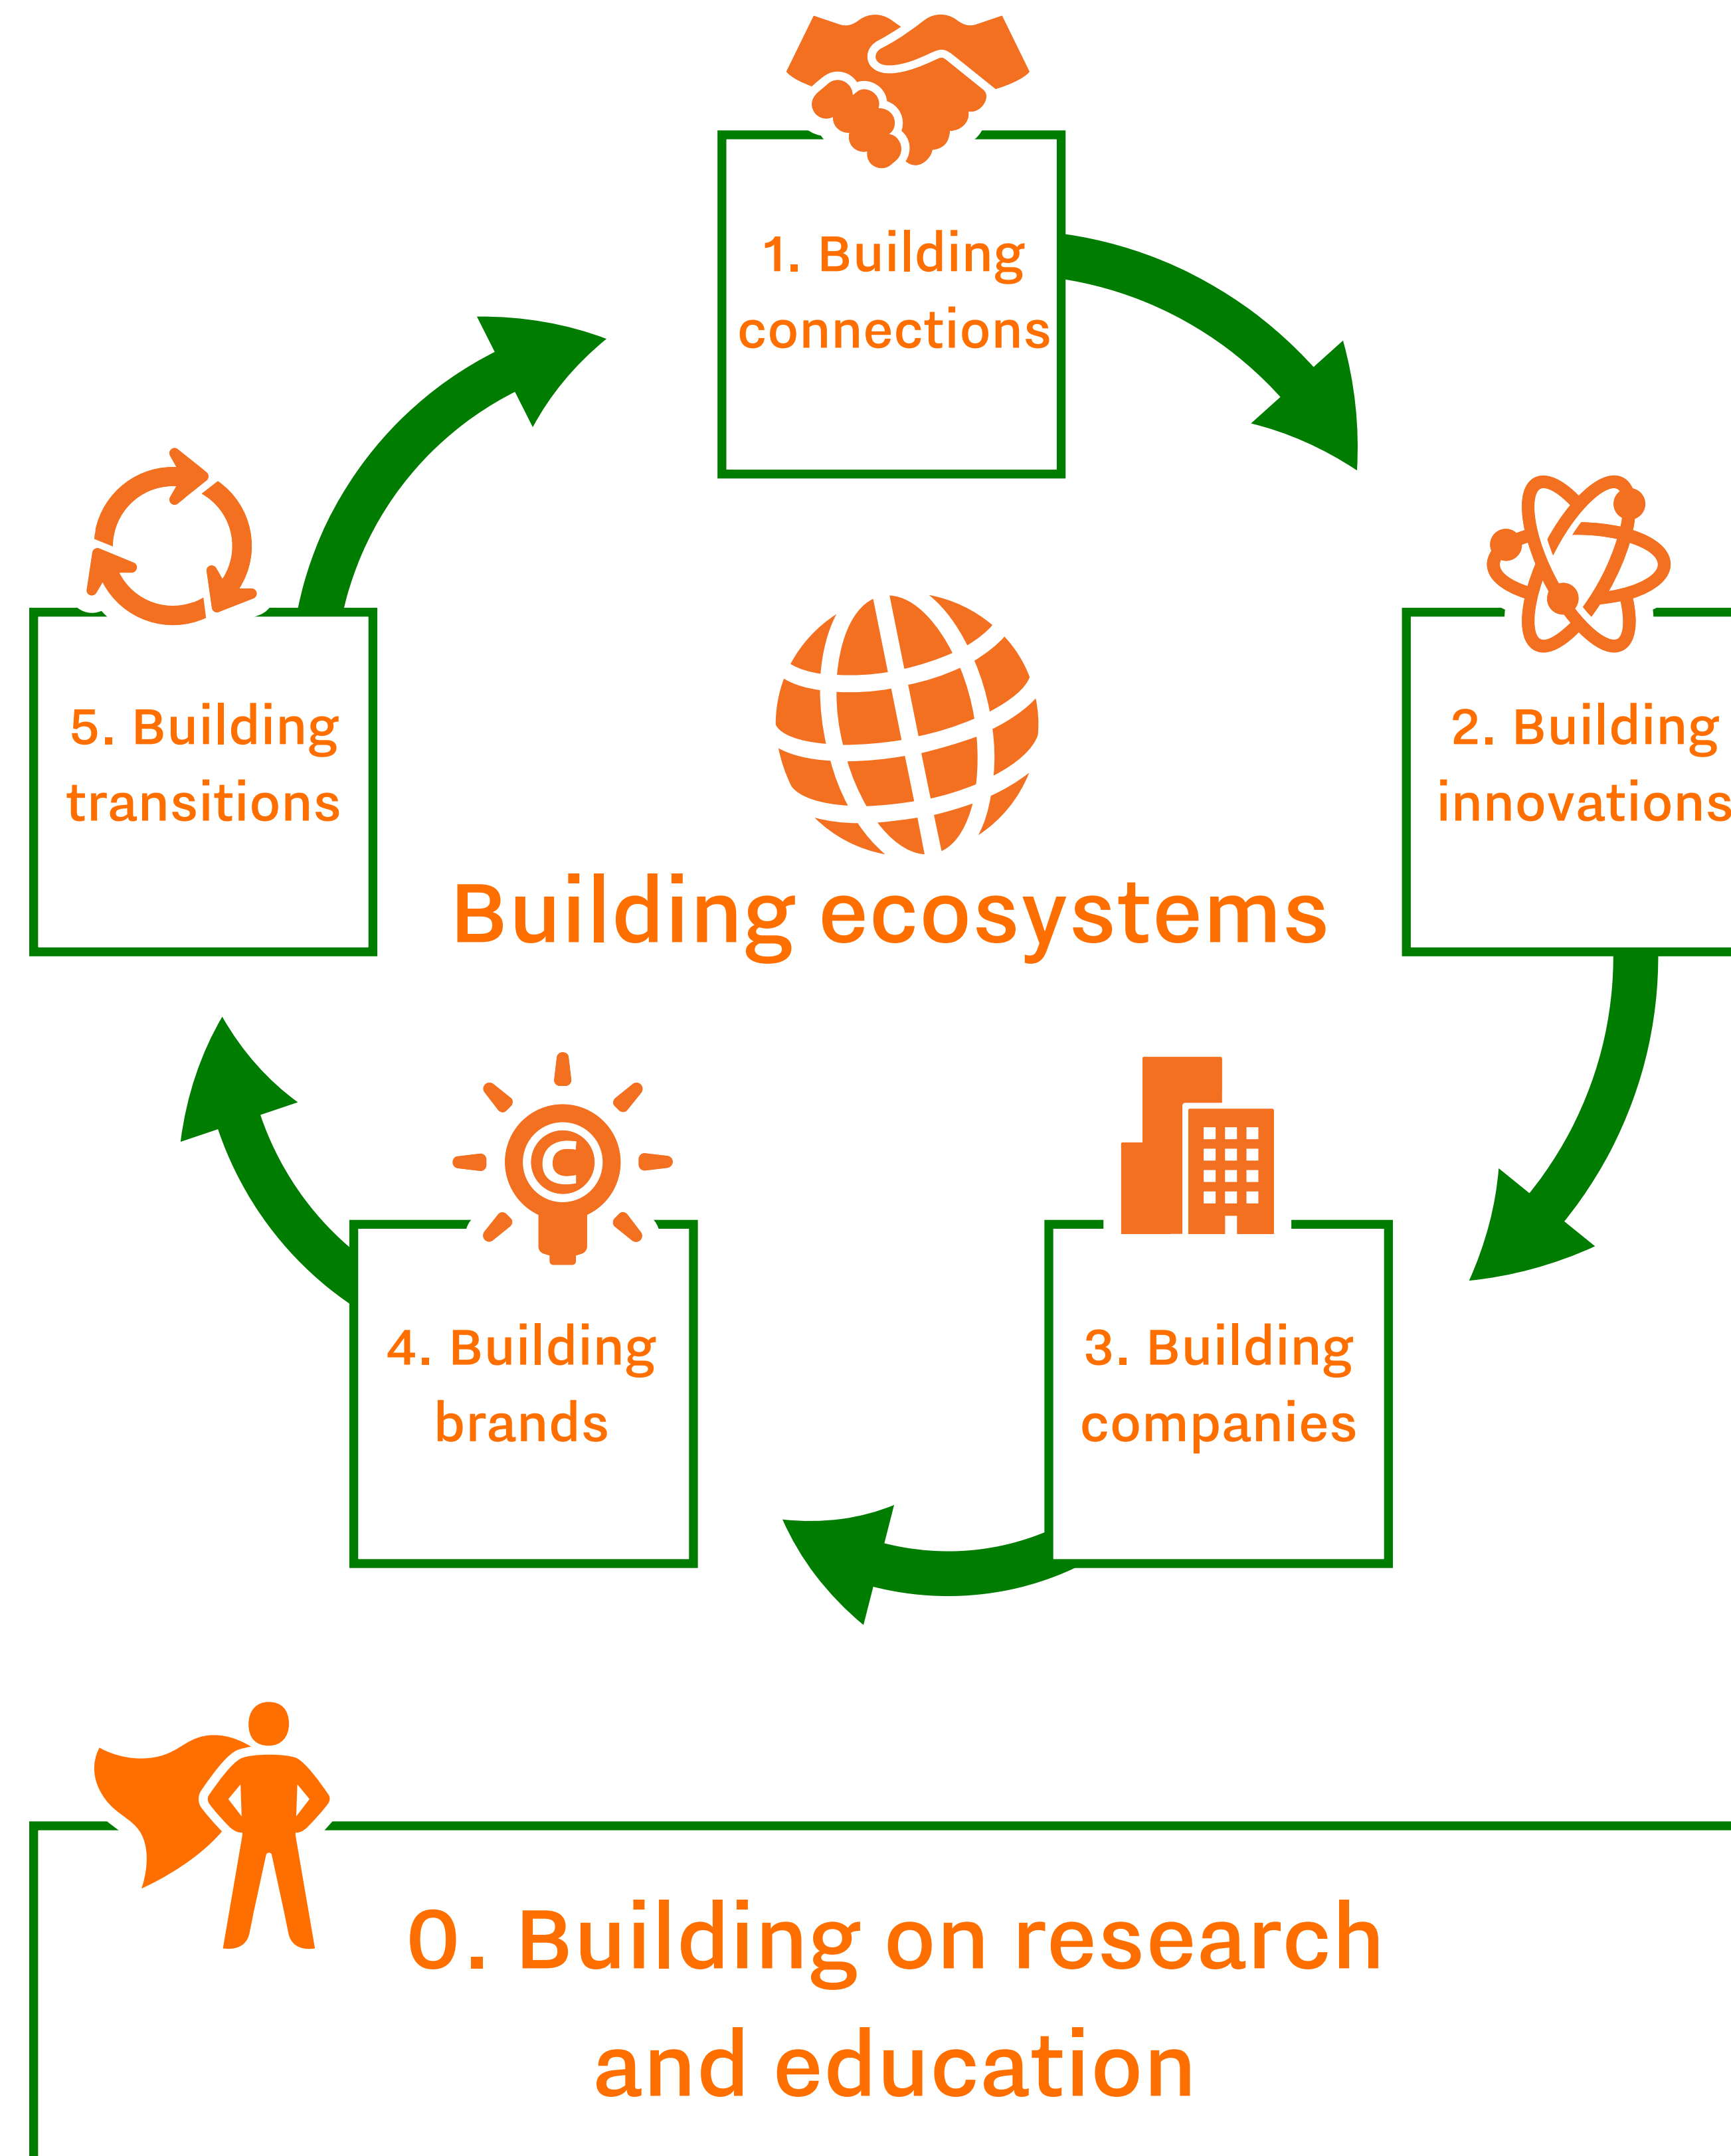 1. Building
connections
5. Building
transitions
2. Building
innovations
Building ecosystems
©
4. Building
brands
3. Building
companies
0. Building on research
and education